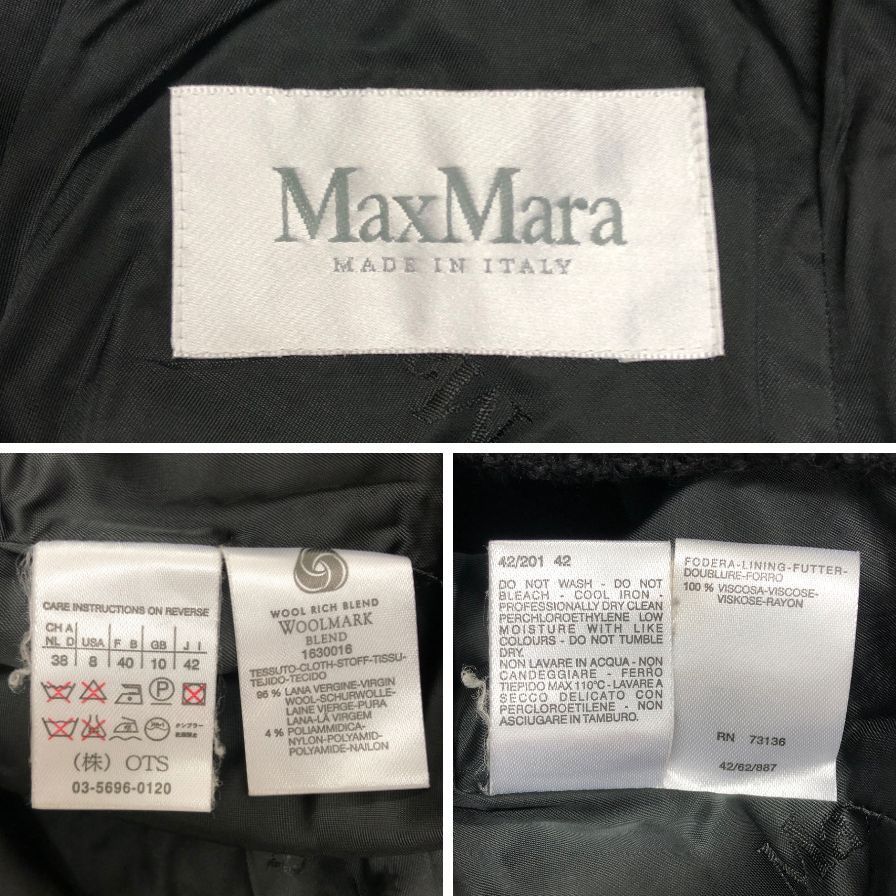 MaxMara
MADE IN ITALY
CARE INSTRUCTIONS ON REVERSE
CH A
NL D USA F B GB J I
38 8 40 10 42
P
(株) OTS
03-5696-0120
WOOL RICH BLEND
WOOLMARK
BLEND
1630016
TESSUTO-CLOTH-STOFF-TISSU-
TEJIDO-TECIDO
96 % LANA VERGINE-VIRGIN
WOOL-SCHURWOLLE-
LAINE VIERGE-PURA
LANA-LÃ VIRGEM
4 % POLIAMMIDICA-
NYLON-POLYAMID-
POLYAMIDE-NAILON
42/201 42
DO NOT WASH - DO NOT
BLEACH - COOL IRON -
PROFESSIONALLY DRY CLEAN
PERCHLOROETHYLENE LOW
MOISTURE WITH LIKE
COLOURS - DO NOT TUMBLE
DRY.
NON LAVARE IN ACQUA - NON
CANDEGGIARE - FERRO
TIEPIDO MAX 110°C - LAVARE A
SECCO DELICATO CON
PERCLOROETILENE - NON
ASCIUGARE IN TAMBURO.
FODERA-LINING-FUTTER-
DOUBLURE-FORRO
100 % VISCOSA-VISCOSE-
VISKOSE-RAYON
RN 73136
42/62/887